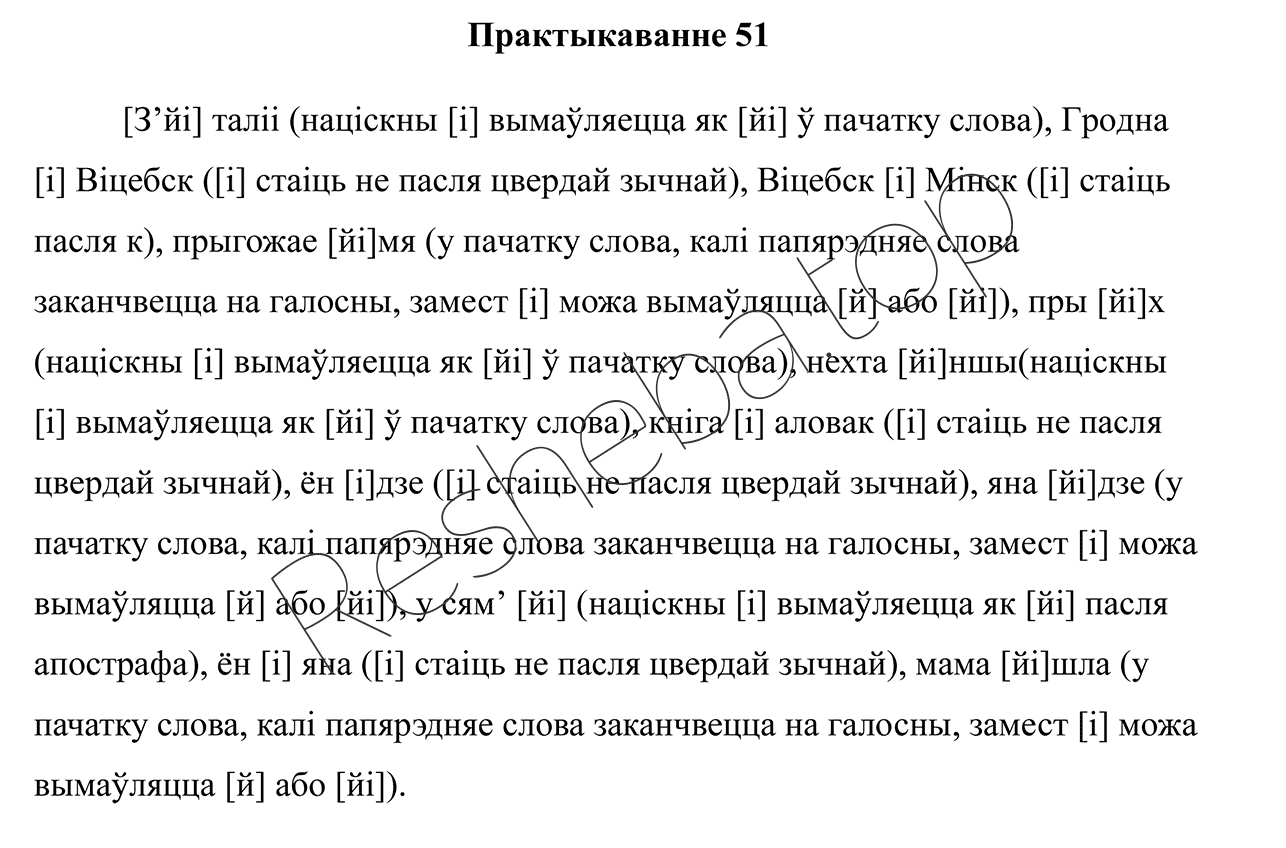 Практыкаванне 51
[З’йі] таліі (націскны [і] вымаўляецца як [йі] ў пачатку слова), Гродна
[і] Віцебск ([і] стаіць не пасля цвердай зычнай), Віцебск [і] Мінск ([і] стаіць
пасля к), прыгожае [йі]мя (у пачатку слова, калі папярэдняе слова
заканчвецца на галосны, замест [і] можа вымаўляцца [й] або [йі]), пры [йі]х
(націскны [і] вымаўляецца як [йі] ў пачатку слова), нехта [йі]ншы(націскны
[і] вымаўляецца як [йі] ў пачатку слова), кніга [і] аловак ([і] стаіць не пасля
цвердай зычнай), ён [і]дзе ([і] стаіць не пасля цвердай зычнай), яна [йі]дзе (у
пачатку слова, калі папярэдняе слова заканчвецца на галосны, замест [і] можа
вымаўляцца [й] або [йі]), у сям’ [йі] (націскны [і] вымаўляецца як [йі] пасля
апострафа), ён [і] яна ([і] стаіць не пасля цвердай зычнай), мама [йі]шла (у
пачатку слова, калі папярэдняе слова заканчвецца на галосны, замест [і] можа
вымаўляцца [й] або [йі]).
Resheba.top